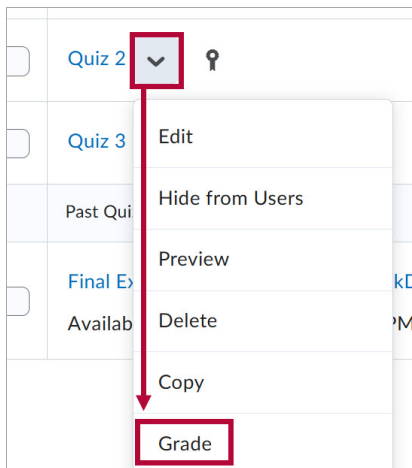 Quiz 2
Quiz 3
Edit
Hide from Users
Past Qui
Preview
Final Ex
kD
Availab
Delete
PM
Copy
Grade